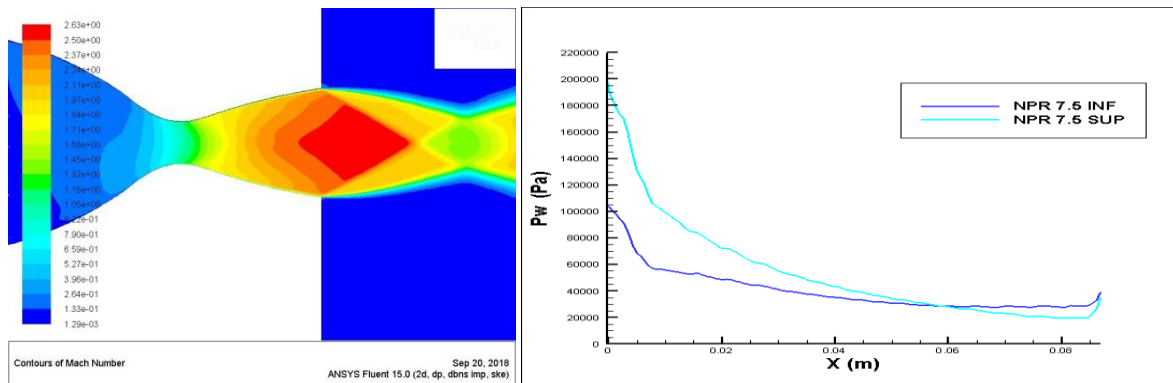 2.63e+00
2.50e+00
2.37e+00
2.24e+00
2.11e+00
1.97e+00
1.84e+00
1.71e+00
1.58e+00
1.45e+00
1.32e+00
1.18e+00
1.05e+00
9.22e-01
7.90e-01
6.59e-01
5.27e-01
3.96e-01
2.64e-01
1.33e-01
1.29e-03
Contours of Mach Number
Sep 20, 2018
ANSYS Fluent 15.0 (2d, dp, dbns imp, ske)
220000
200000
180000
160000
140000
120000
100000
80000
60000
40000
20000
0
Pw (Pa)
NPR 7.5 INF
NPR 7.5 SUP
0
0.02
0.04
0.06
0.08
X (m)